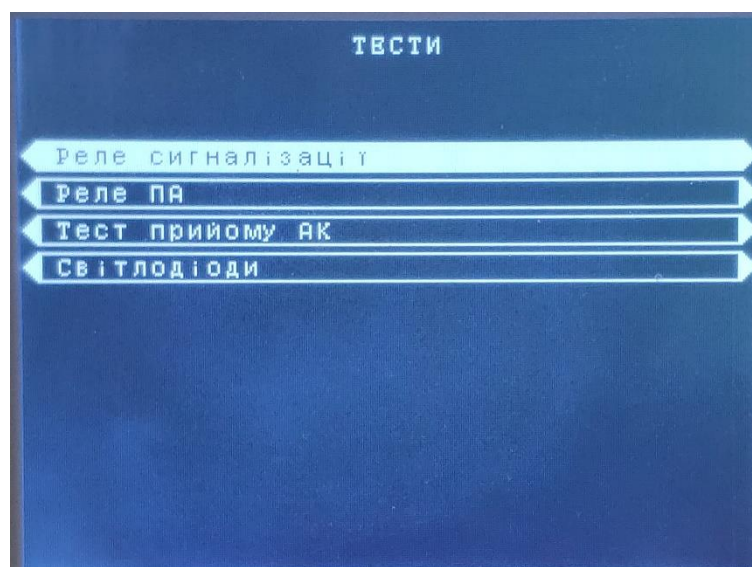 ТЕСТИ
Реле сигналізації
Реле ПА
Тест прийому АК
Світлодіоди